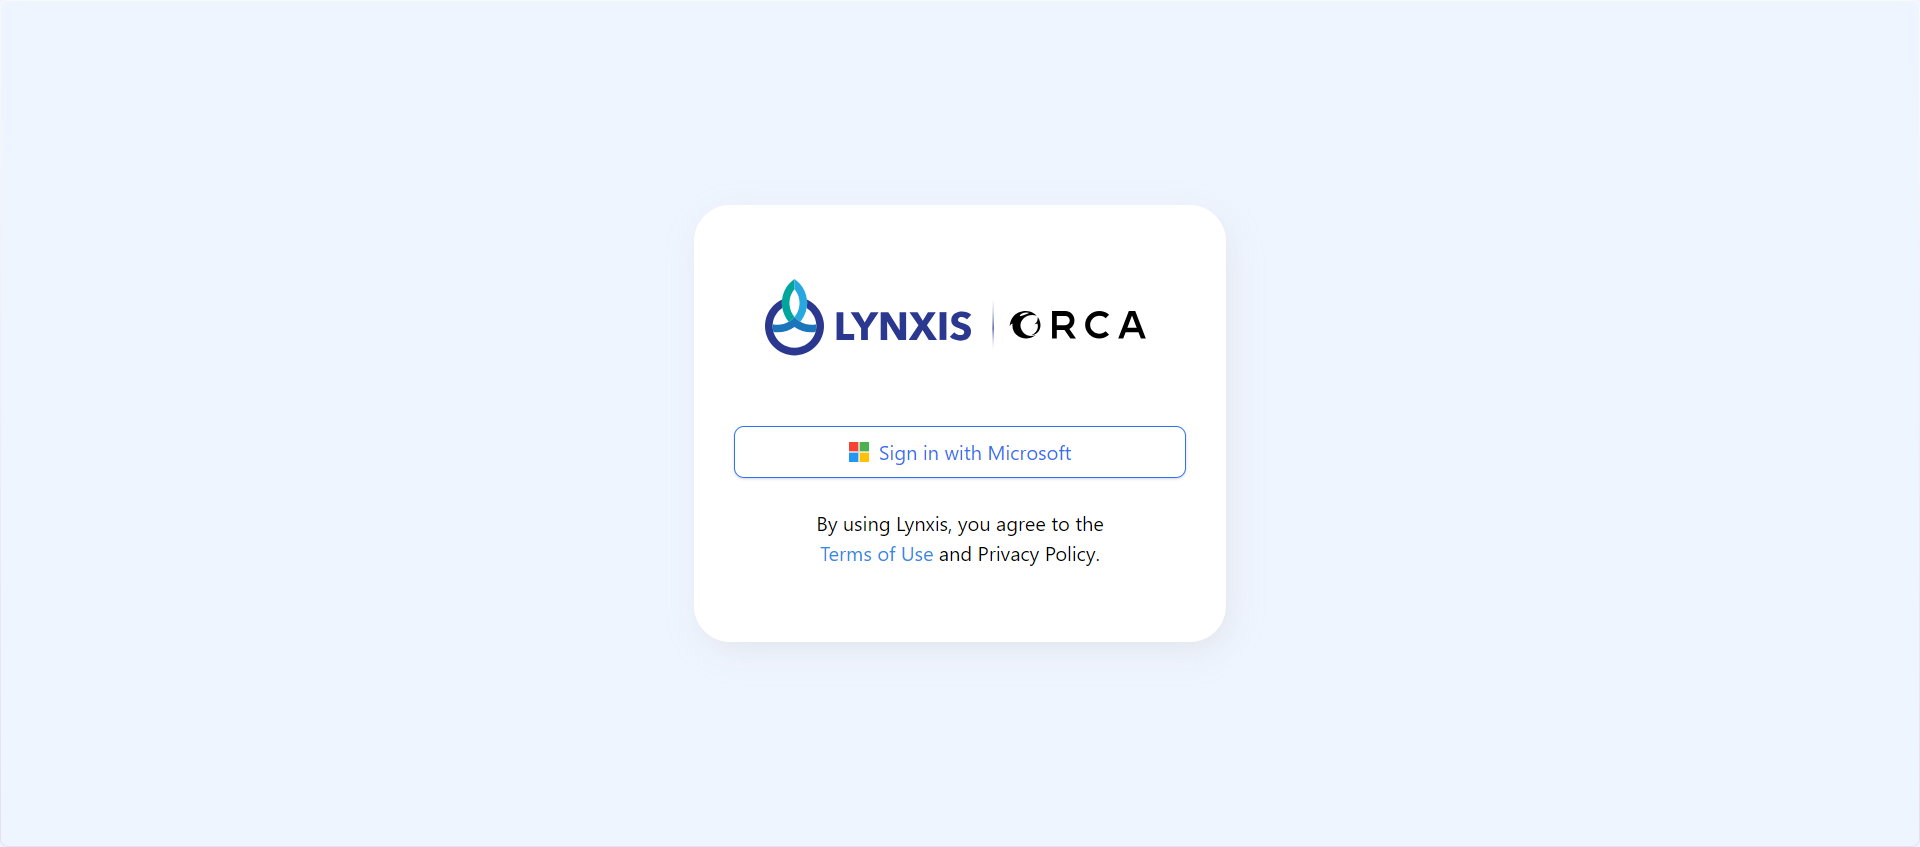 LYNXIS ORCA
Sign in with Microsoft
By using Lynxis, you agree to the
Terms of Use and Privacy Policy.